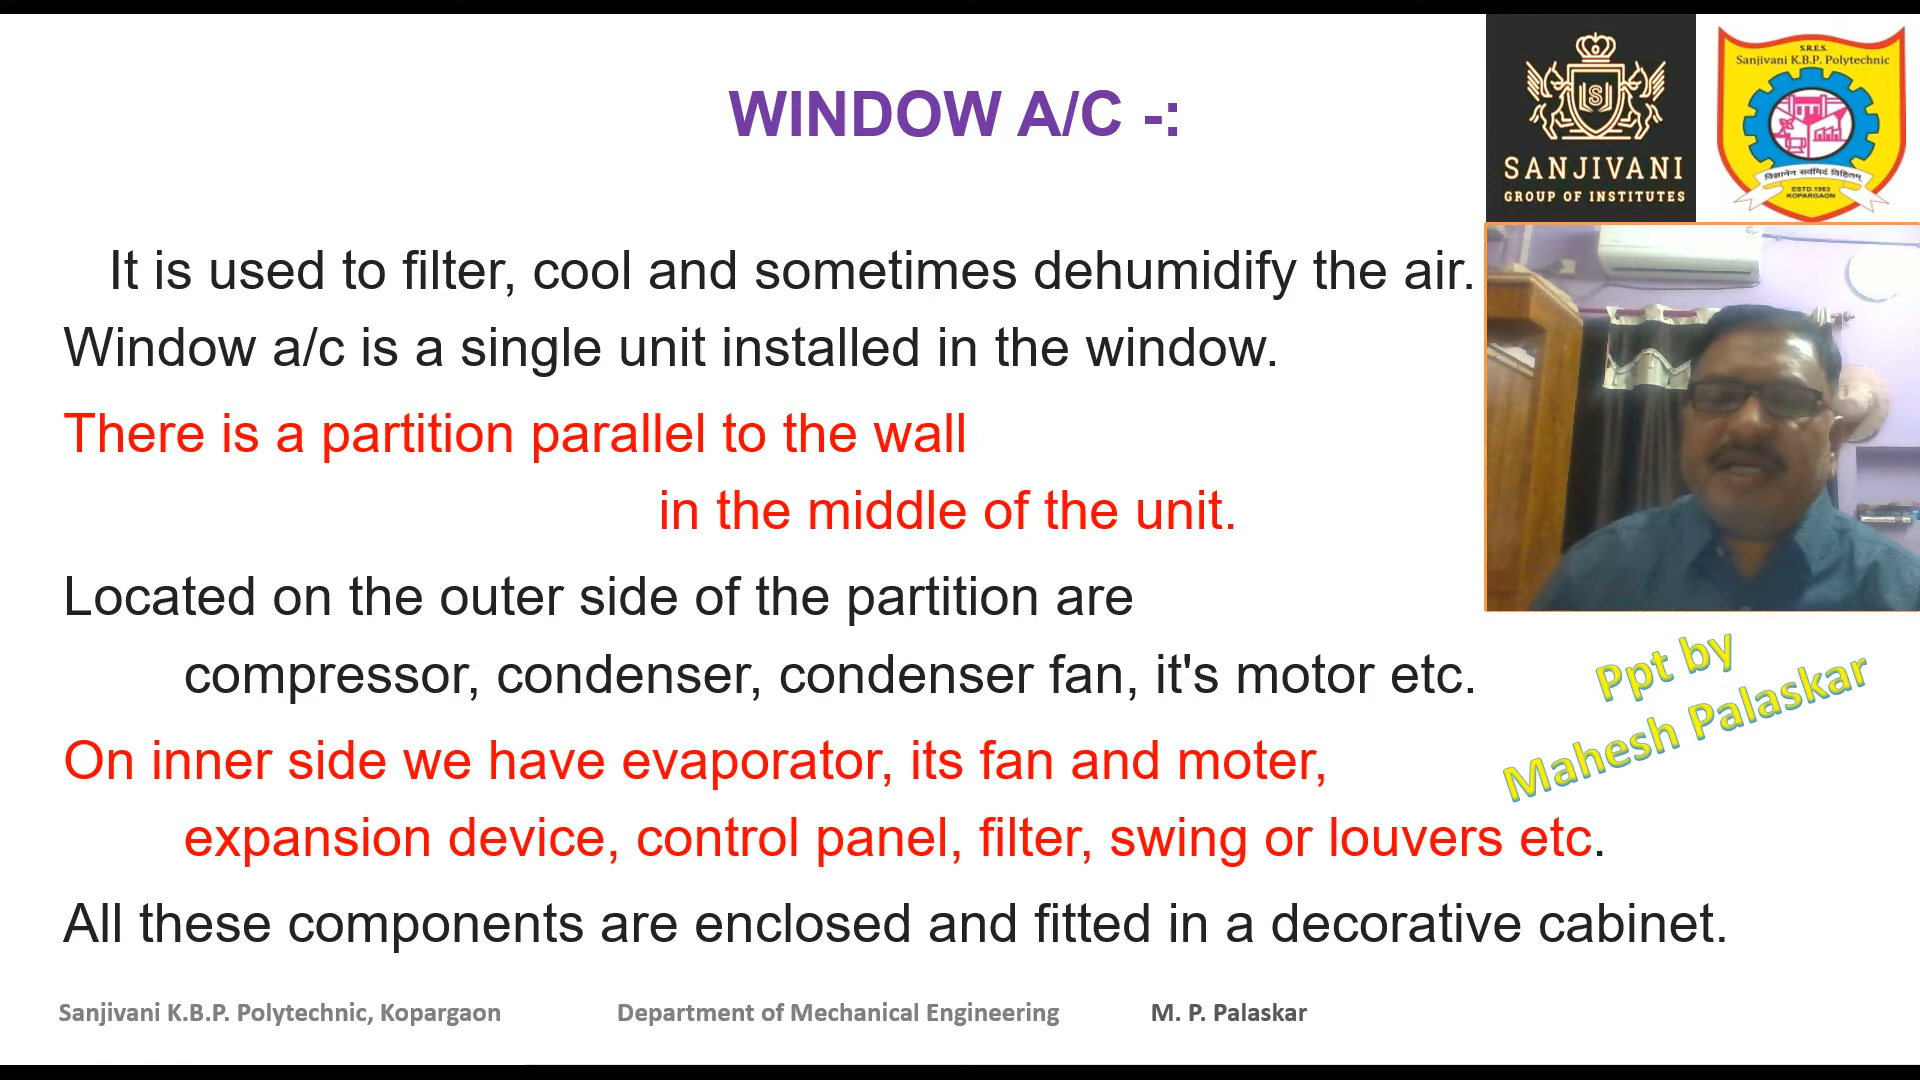 WINDOW A/C -:
SANJIVANI
GROUP OF INSTITUTES
S.R.E.S.
Sanjivani K.B.P. Polytechnic
विज्ञानेन सर्वमिदं विहितम्
ESTD.1983
KOPARGAON
It is used to filter, cool and sometimes dehumidify the air.
Window a/c is a single unit installed in the window.
There is a partition parallel to the wall
in the middle of the unit.
Located on the outer side of the partition are
compressor, condenser, condenser fan, it's motor etc.
On inner side we have evaporator, its fan and moter,
expansion device, control panel, filter, swing or louvers etc.
All these components are enclosed and fitted in a decorative cabinet.
Ppt by
Mahesh Palaskar
Sanjivani K.B.P. Polytechnic, Kopargaon Department of Mechanical Engineering M. P. Palaskar